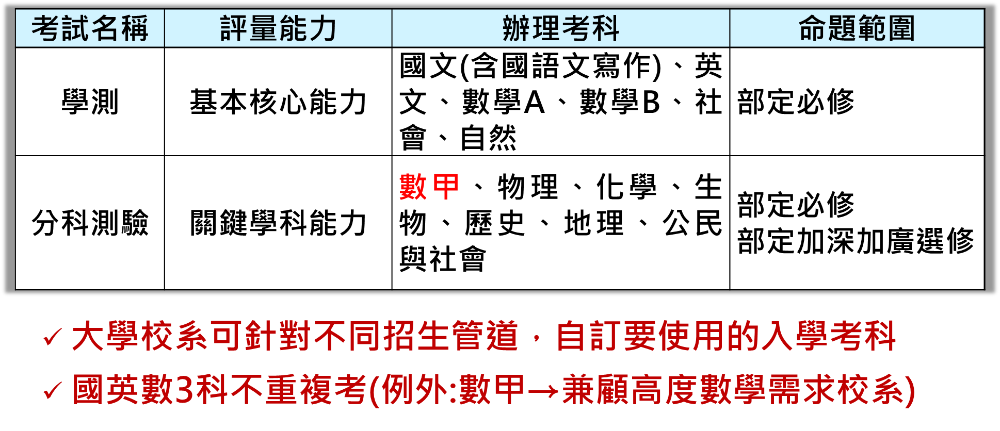 考試名稱 評量能力 辦理考科 命題範圍
學測 基本核心能力 國文(含國語文寫作)、英
文、數學A、數學B、社
會、自然 部定必修
分科測驗 關鍵學科能力 數甲、物理、化學、生
物、歷史、地理、公民
與社會 部定必修
部定加深加廣選修
✓ 大學校系可針對不同招生管道，自訂要使用的入學考科
✓ 國英數3科不重複考(例外:數甲→兼顧高度數學需求校系)